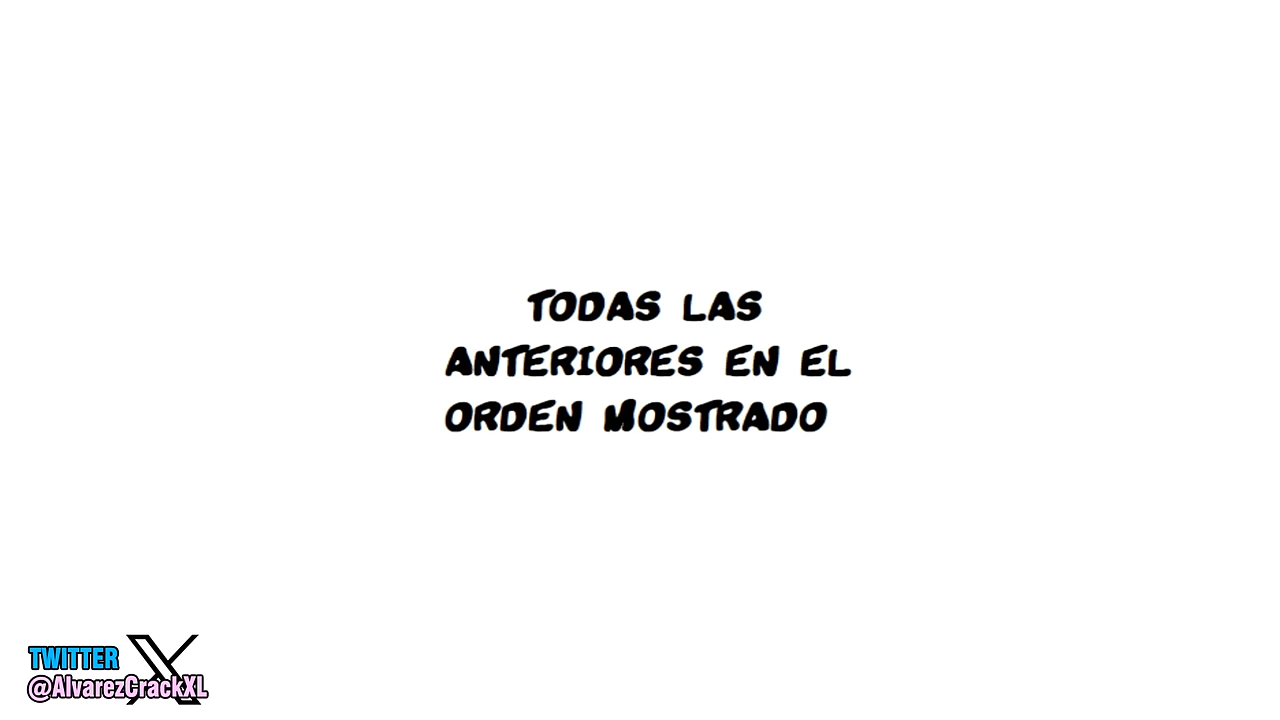 TODAS LAS
ANTERIORES EN EL
ORDEN MOSTRADO
TWITTER X
@AlvarezCrackXL